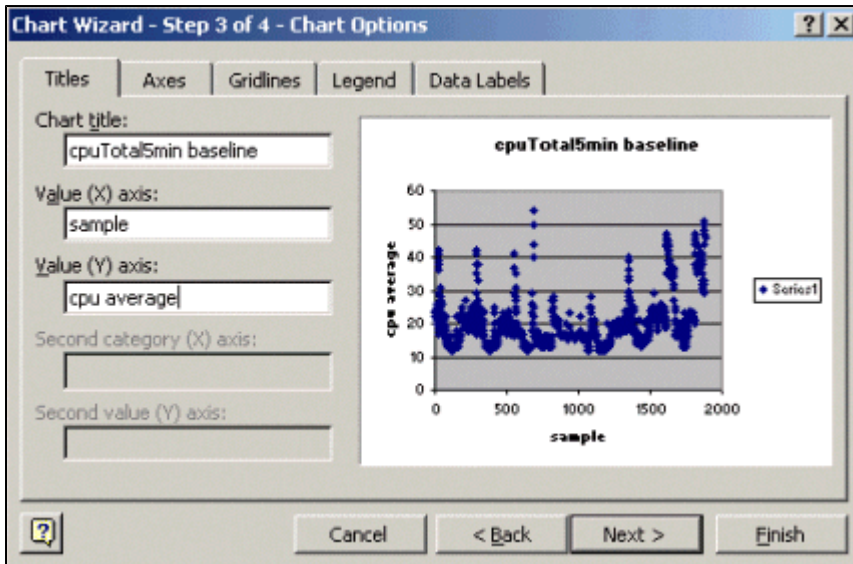 Chart Wizard - Step 3 of 4 - Chart Options
Titles Axes Gridlines Legend Data Labels
Chart title:
cpuTotal5min baseline
Value (X) axis:
sample
Value (Y) axis:
cpu average
Second category (X) axis:
Second value (Y) axis:
cpuTotal5min baseline
60
50
40
30
20
10
0
cpu average
0 500 1000 1500 2000
sample
Series1
Cancel < Back Next > Finish